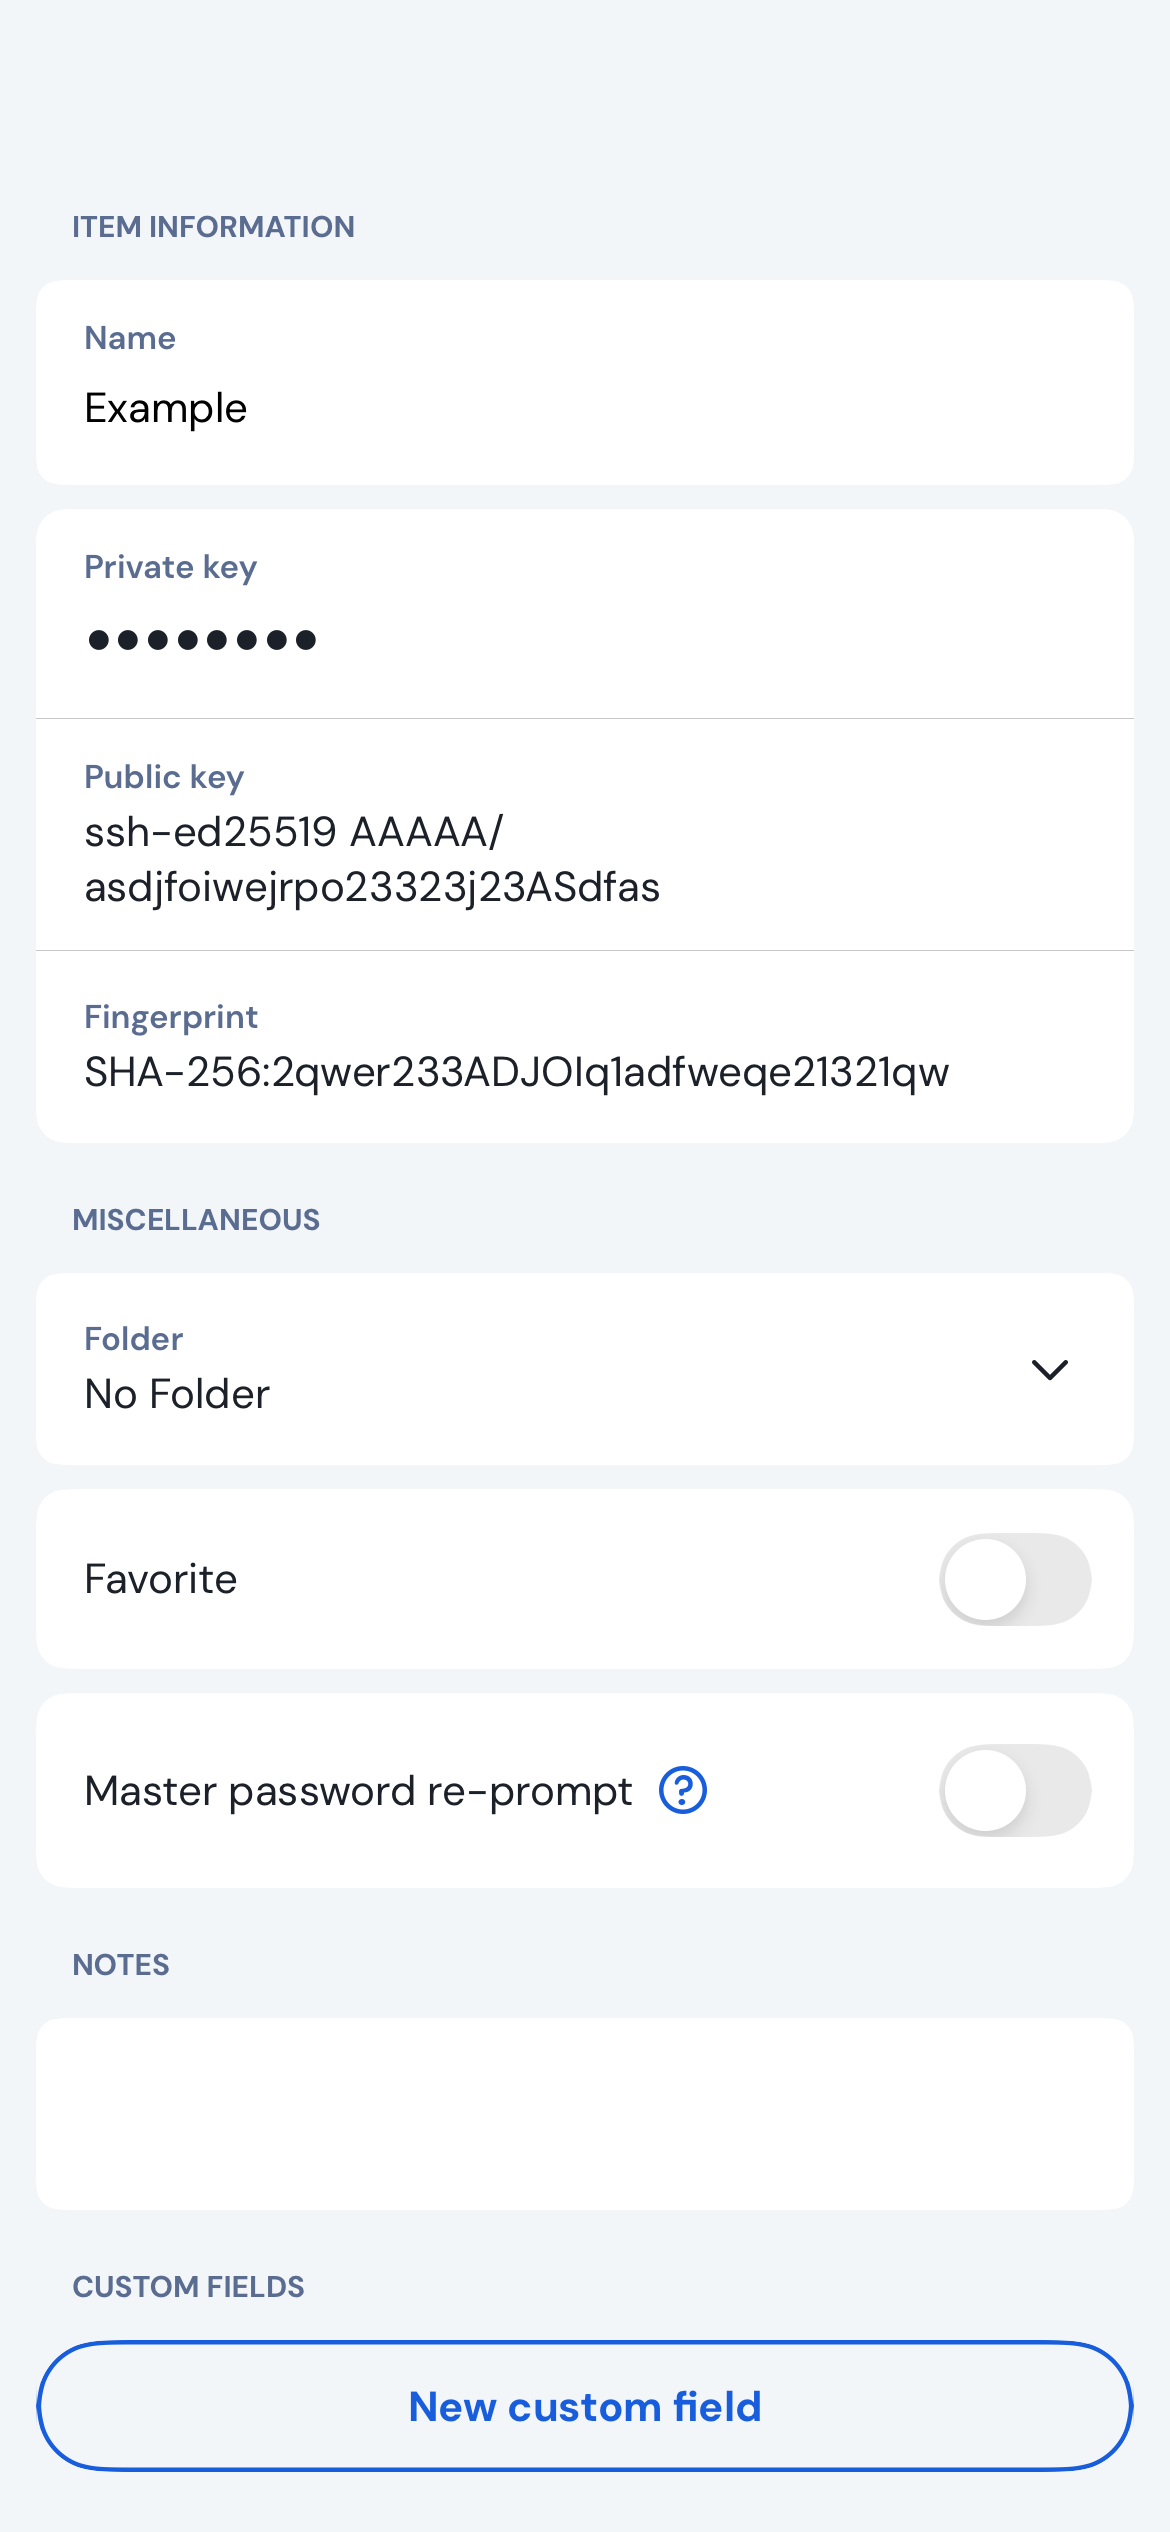 ITEM INFORMATION
Name
Example
Private key
●●●●●●●●
Public key
ssh-ed25519 AAAAA/
asdjfoiwejrpo23323j23ASdfas
Fingerprint
SHA-256:2qwer233ADJOIq1adfweqe21321qw
MISCELLANEOUS
Folder
No Folder
Favorite
Master password re-prompt
NOTES
CUSTOM FIELDS
New custom field